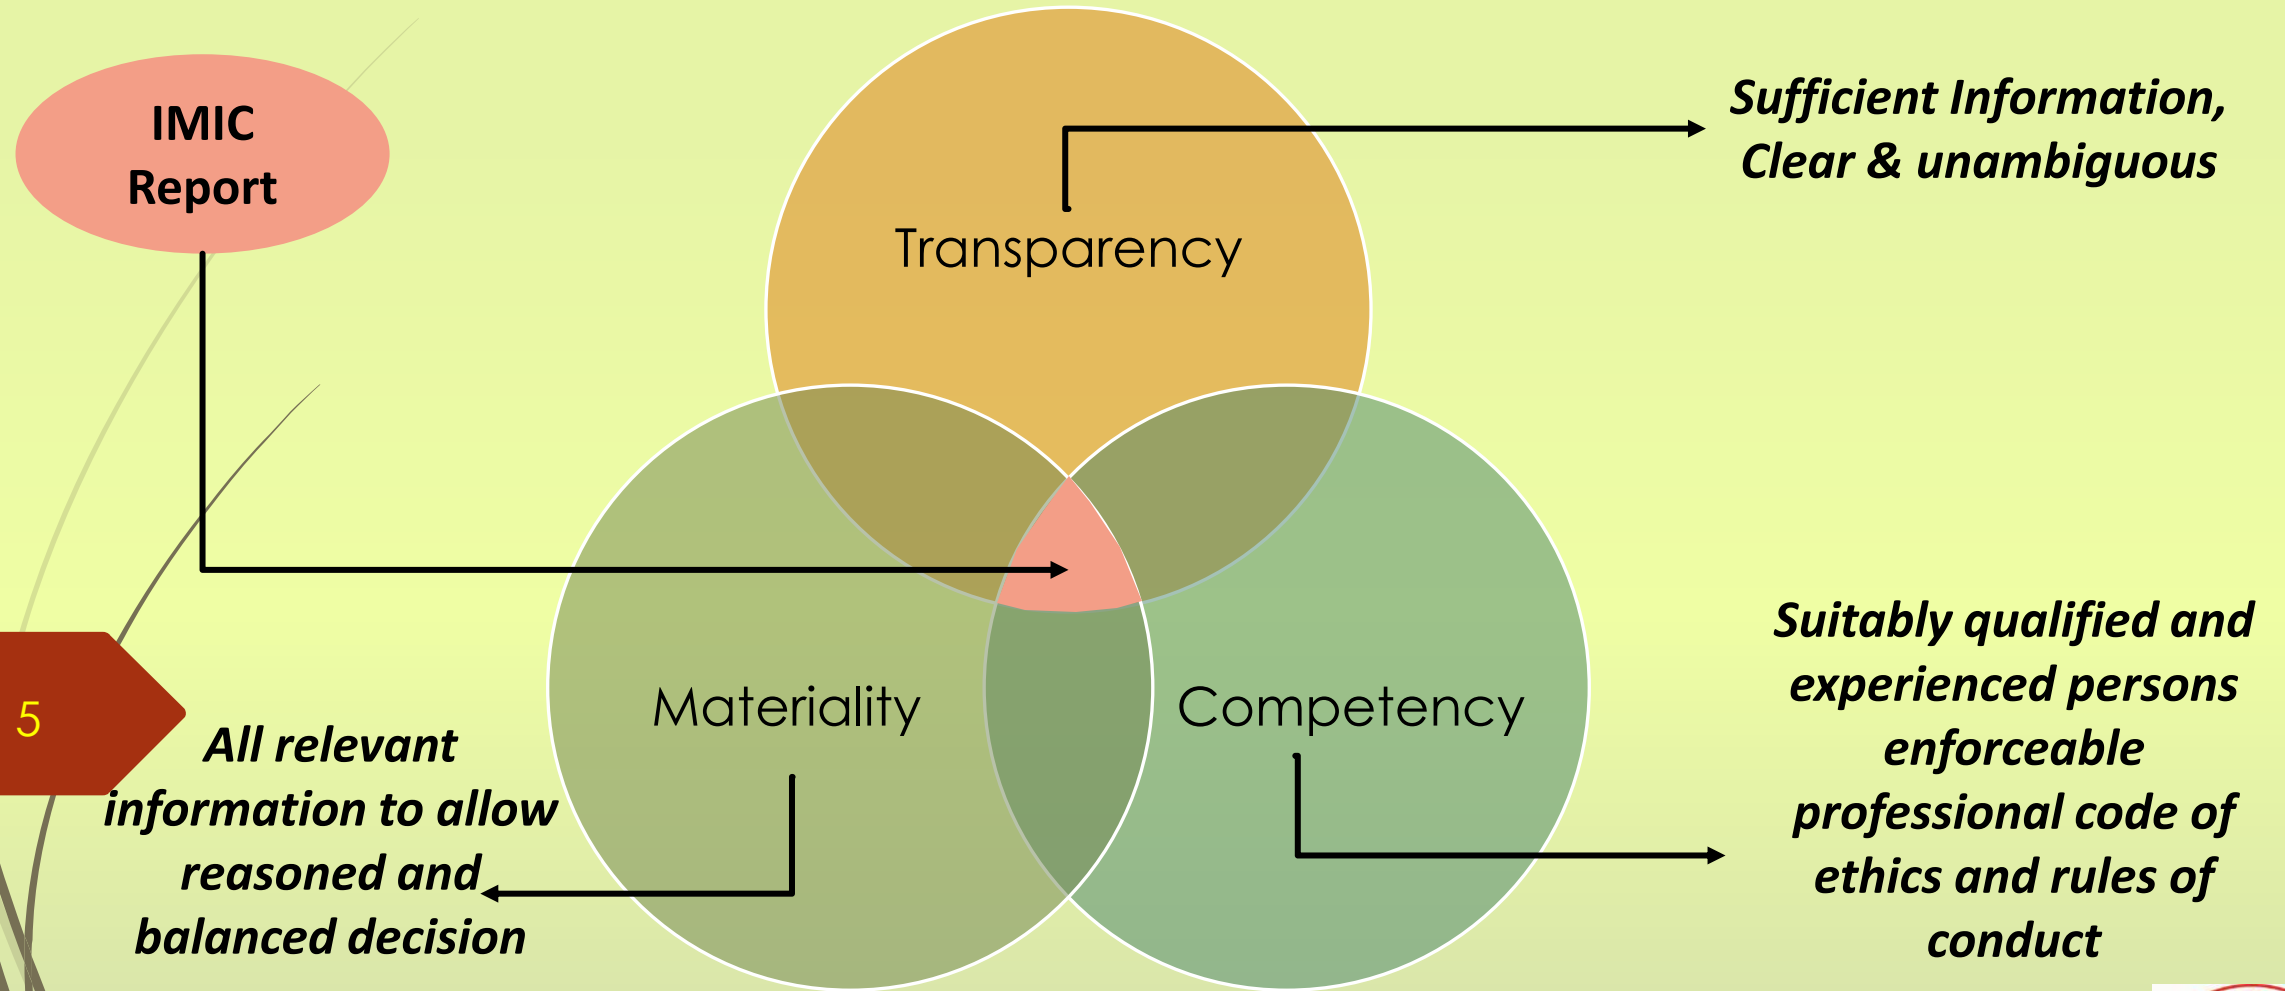 IMIC
Report
Sufficient Information,
Clear & unambiguous
Transparency
Materiality
Competency
5
All relevant
information to allow
reasoned and
balanced decision
Suitably qualified and
experienced persons
enforceable
professional code of
ethics and rules of
conduct